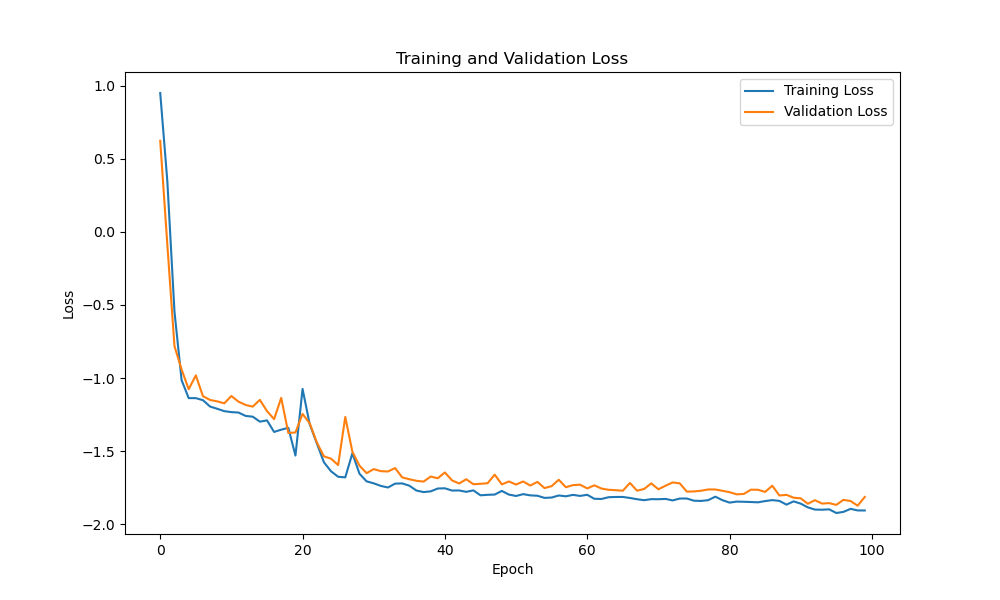 Training and Validation Loss
Training Loss
Validation Loss
1.0
0.5
0.0
−0.5
−1.0
−1.5
−2.0
Loss
0 20 40 60 80 100
Epoch